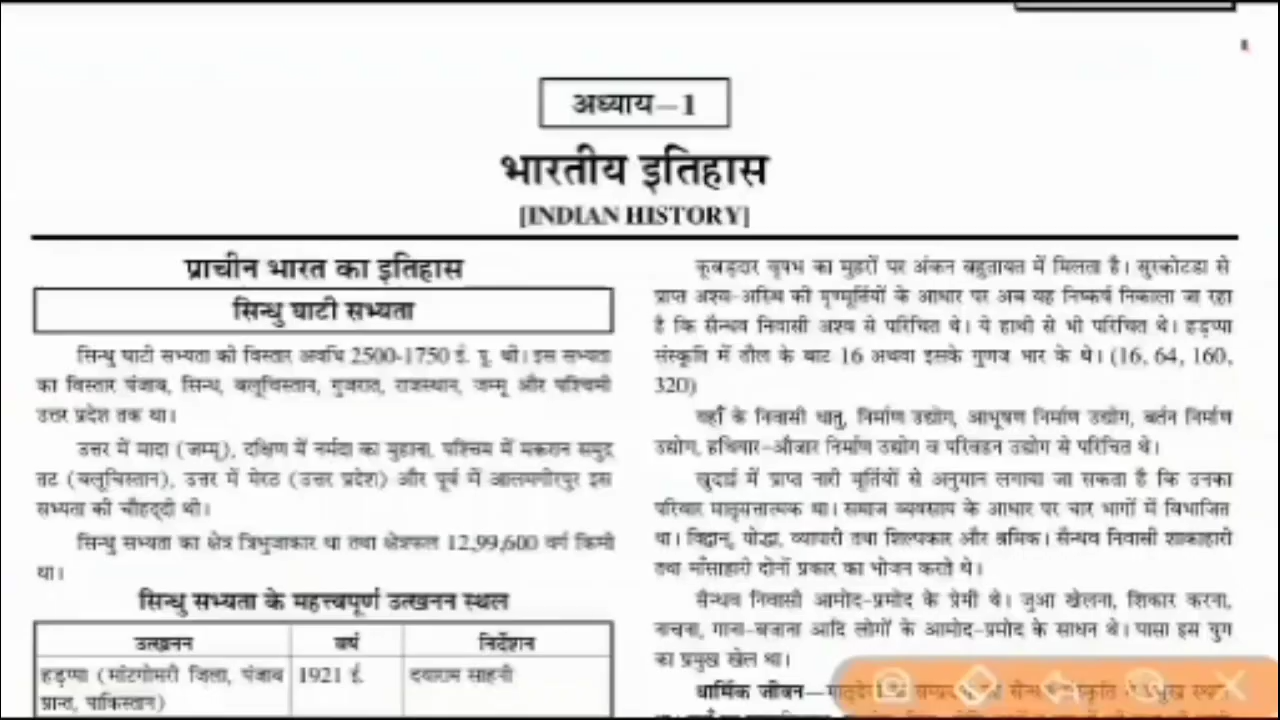 अध्याय–1
भारतीय इतिहास
[INDIAN HISTORY]
प्राचीन भारत का इतिहास
सिन्धु घाटी सभ्यता
सिन्धु घाटी सभ्यता की विस्तार अवधि 2500-1750 ई. पू. थी। इस सभ्यता
का विस्तार पंजाब, सिन्ध, बलूचिस्तान, गुजरात, राजस्थान, जम्मू और पश्चिमी
उत्तर प्रदेश तक था।
उत्तर में मादा (जम्मू), दक्षिण में नर्मदा का मुहाना, पश्चिम में मकरान समुद्र
तट (बलूचिस्तान), उत्तर में मेरठ (उत्तर प्रदेश) और पूर्व में आलमगीरपुर इस
सभ्यता की चौहद्दी थी।
सिन्धु सभ्यता का क्षेत्र त्रिभुजाकार था तथा क्षेत्रफल 12,99,600 वर्ग किमी
था।
सिन्धु सभ्यता के महत्त्वपूर्ण उत्खनन स्थल
उत्खनन वर्ष निर्देशन
हड़प्पा (मांटगोमरी जिला, पंजाब 1921 ई. दयाराम साहनी
प्रान्त, पाकिस्तान)
कूबड़दार वृषभ का मुहरों पर अंकन बहुतायत में मिलता है। सुरकोटडा से
प्राप्त अश्व-अस्थि की मृण्मूर्तियों के आधार पर अब यह निष्कर्ष निकाला जा रहा
है कि सैन्धव निवासी अश्व से परिचित थे। ये हाथी से भी परिचित थे। हड़प्पा
संस्कृति में तौल के बाट 16 अथवा इसके गुणज भार के थे। (16, 64, 160,
320)
वहाँ के निवासी धातु, निर्माण उद्योग, आभूषण निर्माण उद्योग, बर्तन निर्माण
उद्योग, हथियार-औजार निर्माण उद्योग व परिवहन उद्योग से परिचित थे।
खुदाई में प्राप्त नारी मूर्तियों से अनुमान लगाया जा सकता है कि उनका
परिवार मातृसत्तात्मक था। समाज व्यवसाय के आधार पर चार भागों में विभाजित
था। विद्वान्, योद्धा, व्यापारी तथा शिल्पकार और श्रमिक। सैन्धव निवासी शाकाहारी
तथा माँसाहारी दोनों प्रकार का भोजन करते थे।
सैन्धव निवासी आमोद-प्रमोद के प्रेमी थे। जुआ खेलना, शिकार करना,
नाचना, गाना-बजाना आदि लोगों के आमोद-प्रमोद के साधन थे। पासा इस युग
का प्रमुख खेल था।
धार्मिक जीवन—